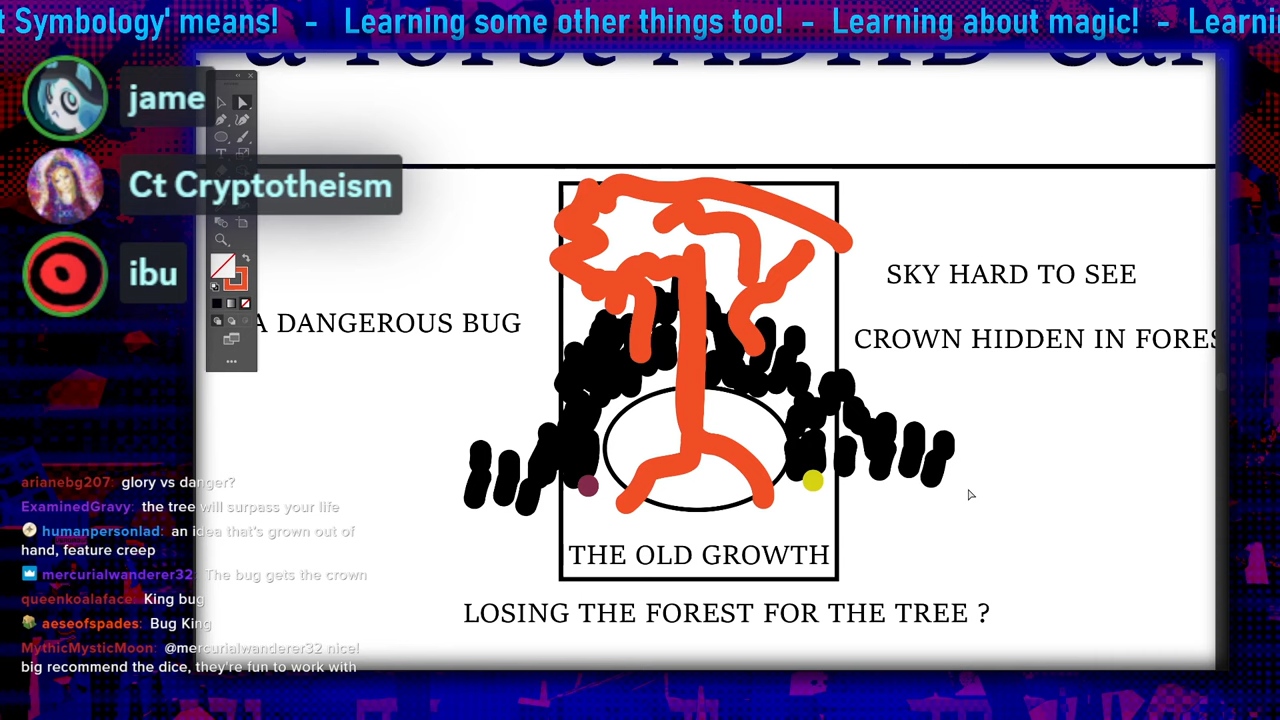 t Symbology' means! - Learning some other things too! - Learning about magic! - Learni
a forst ADHD car
jame
Ct Cryptotheism
ibu
A DANGEROUS BUG
SKY HARD TO SEE
CROWN HIDDEN IN FORES
THE OLD GROWTH
LOSING THE FOREST FOR THE TREE ?
arianebg207: glory vs danger?
ExaminedGravy: the tree will surpass your life
humanpersonlad: an idea that's grown out of
hand, feature creep
mercurialwanderer32: The bug gets the crown
queenkoalaface: King bug
aeseofspades: Bug King
MythicMysticMoon: @mercurialwanderer32 nice!
big recommend the dice, they're fun to work with